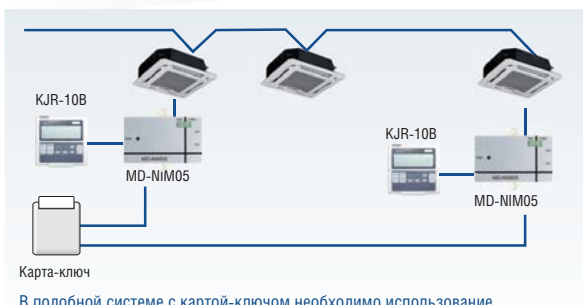 KJR-10B
MD-NIM05
KJR-10B
MD-NIM05
Карта-ключ
В подобной системе с картой-ключом необходимо использование